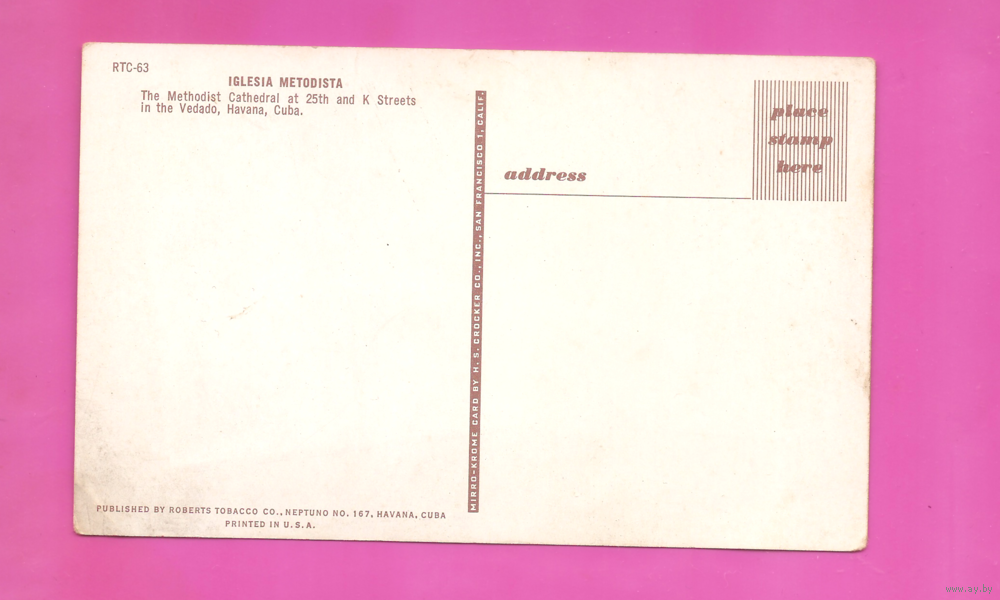 RTC-63
IGLESIA METODISTA
The Methodist Cathedral at 25th and K Streets
in the Vedado, Havana, Cuba.
PUBLISHED BY ROBERTS TOBACCO CO., NEPTUNO NO. 167, HAVANA, CUBA
PRINTED IN U.S.A.
MIRRO-KROME CARD BY H. S. CROCKER CO., INC., SAN FRANCISCO 1, CALIF.
address
place
stamp
here
www.ay.by